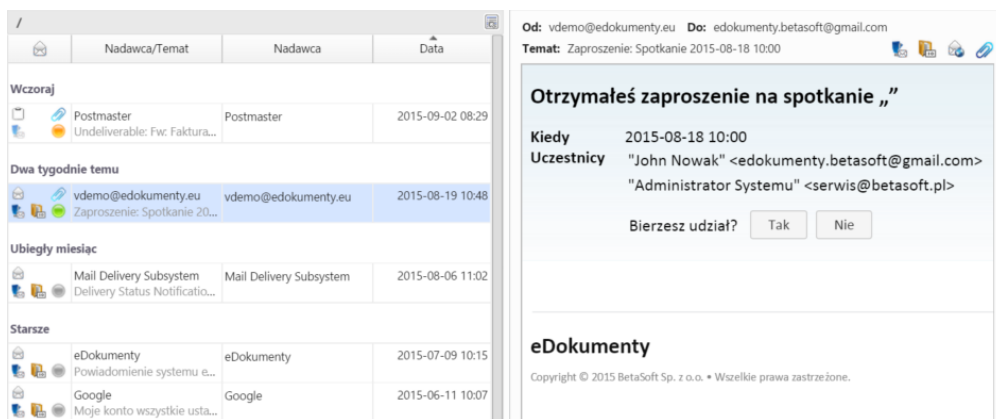 /
Nadawca/Temat Nadawca Data
Wczoraj
Postmaster Postmaster 2015-09-02 08:29
Undeliverable: Fw: Faktura...
Dwa tygodnie temu
vdemo@edokumenty.eu vdemo@edokumenty.eu 2015-08-19 10:48
Zaproszenie: Spotkanie 20...
Ubiegły miesiąc
Mail Delivery Subsystem Mail Delivery Subsystem 2015-08-06 11:02
Delivery Status Notificatio...
Starsze
eDokumenty eDokumenty 2015-07-09 10:15
Powiadomienie systemu e...
Google Google 2015-06-11 10:07
Moje konto wszystkie usta...
Od: vdemo@edokumenty.eu Do: edokumenty.betasoft@gmail.com
Temat: Zaproszenie: Spotkanie 2015-08-18 10:00
Otrzymałeś zaproszenie na spotkanie „”
Kiedy 2015-08-18 10:00
Uczestnicy "John Nowak" <edokumenty.betasoft@gmail.com>
"Administrator Systemu" <serwis@betasoft.pl>
Bierzesz udział? Tak Nie
eDokumenty
Copyright © 2015 BetaSoft Sp. z o.o. • Wszelkie prawa zastrzeżone.